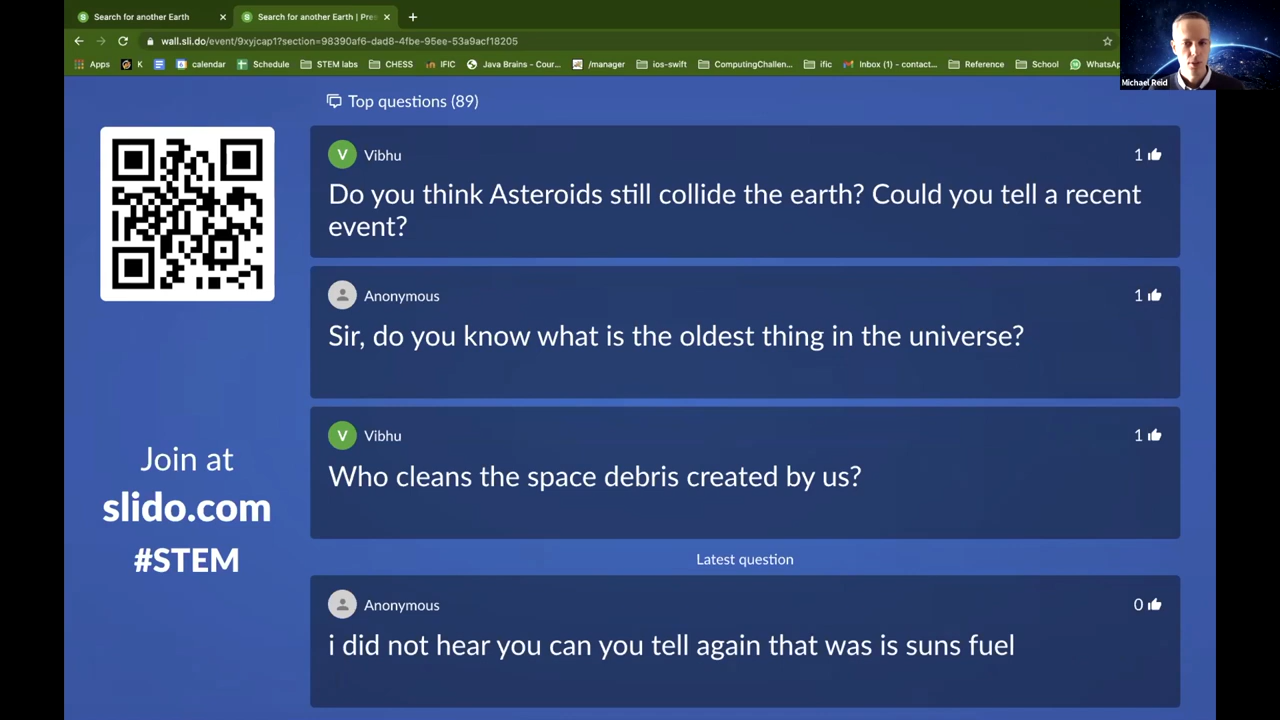 Search for another Earth
Search for another Earth | Pres
wall.sli.do/event/9xyjcap1?section=98390af6-dad8-4fbe-95ee-53a9acf18205
Apps K calendar Schedule STEM labs CHESS IFIC Java Brains - Cour... /manager ios-swift ComputingChallen... ific Inbox (1) - contact... Reference School WhatsAp
Michael Reid
Top questions (89)
V Vibhu 1
Do you think Asteroids still collide the earth? Could you tell a recent
event?
Anonymous 1
Sir, do you know what is the oldest thing in the universe?
V Vibhu 1
Who cleans the space debris created by us?
Join at
slido.com
#STEM
Latest question
Anonymous 0
i did not hear you can you tell again that was is suns fuel